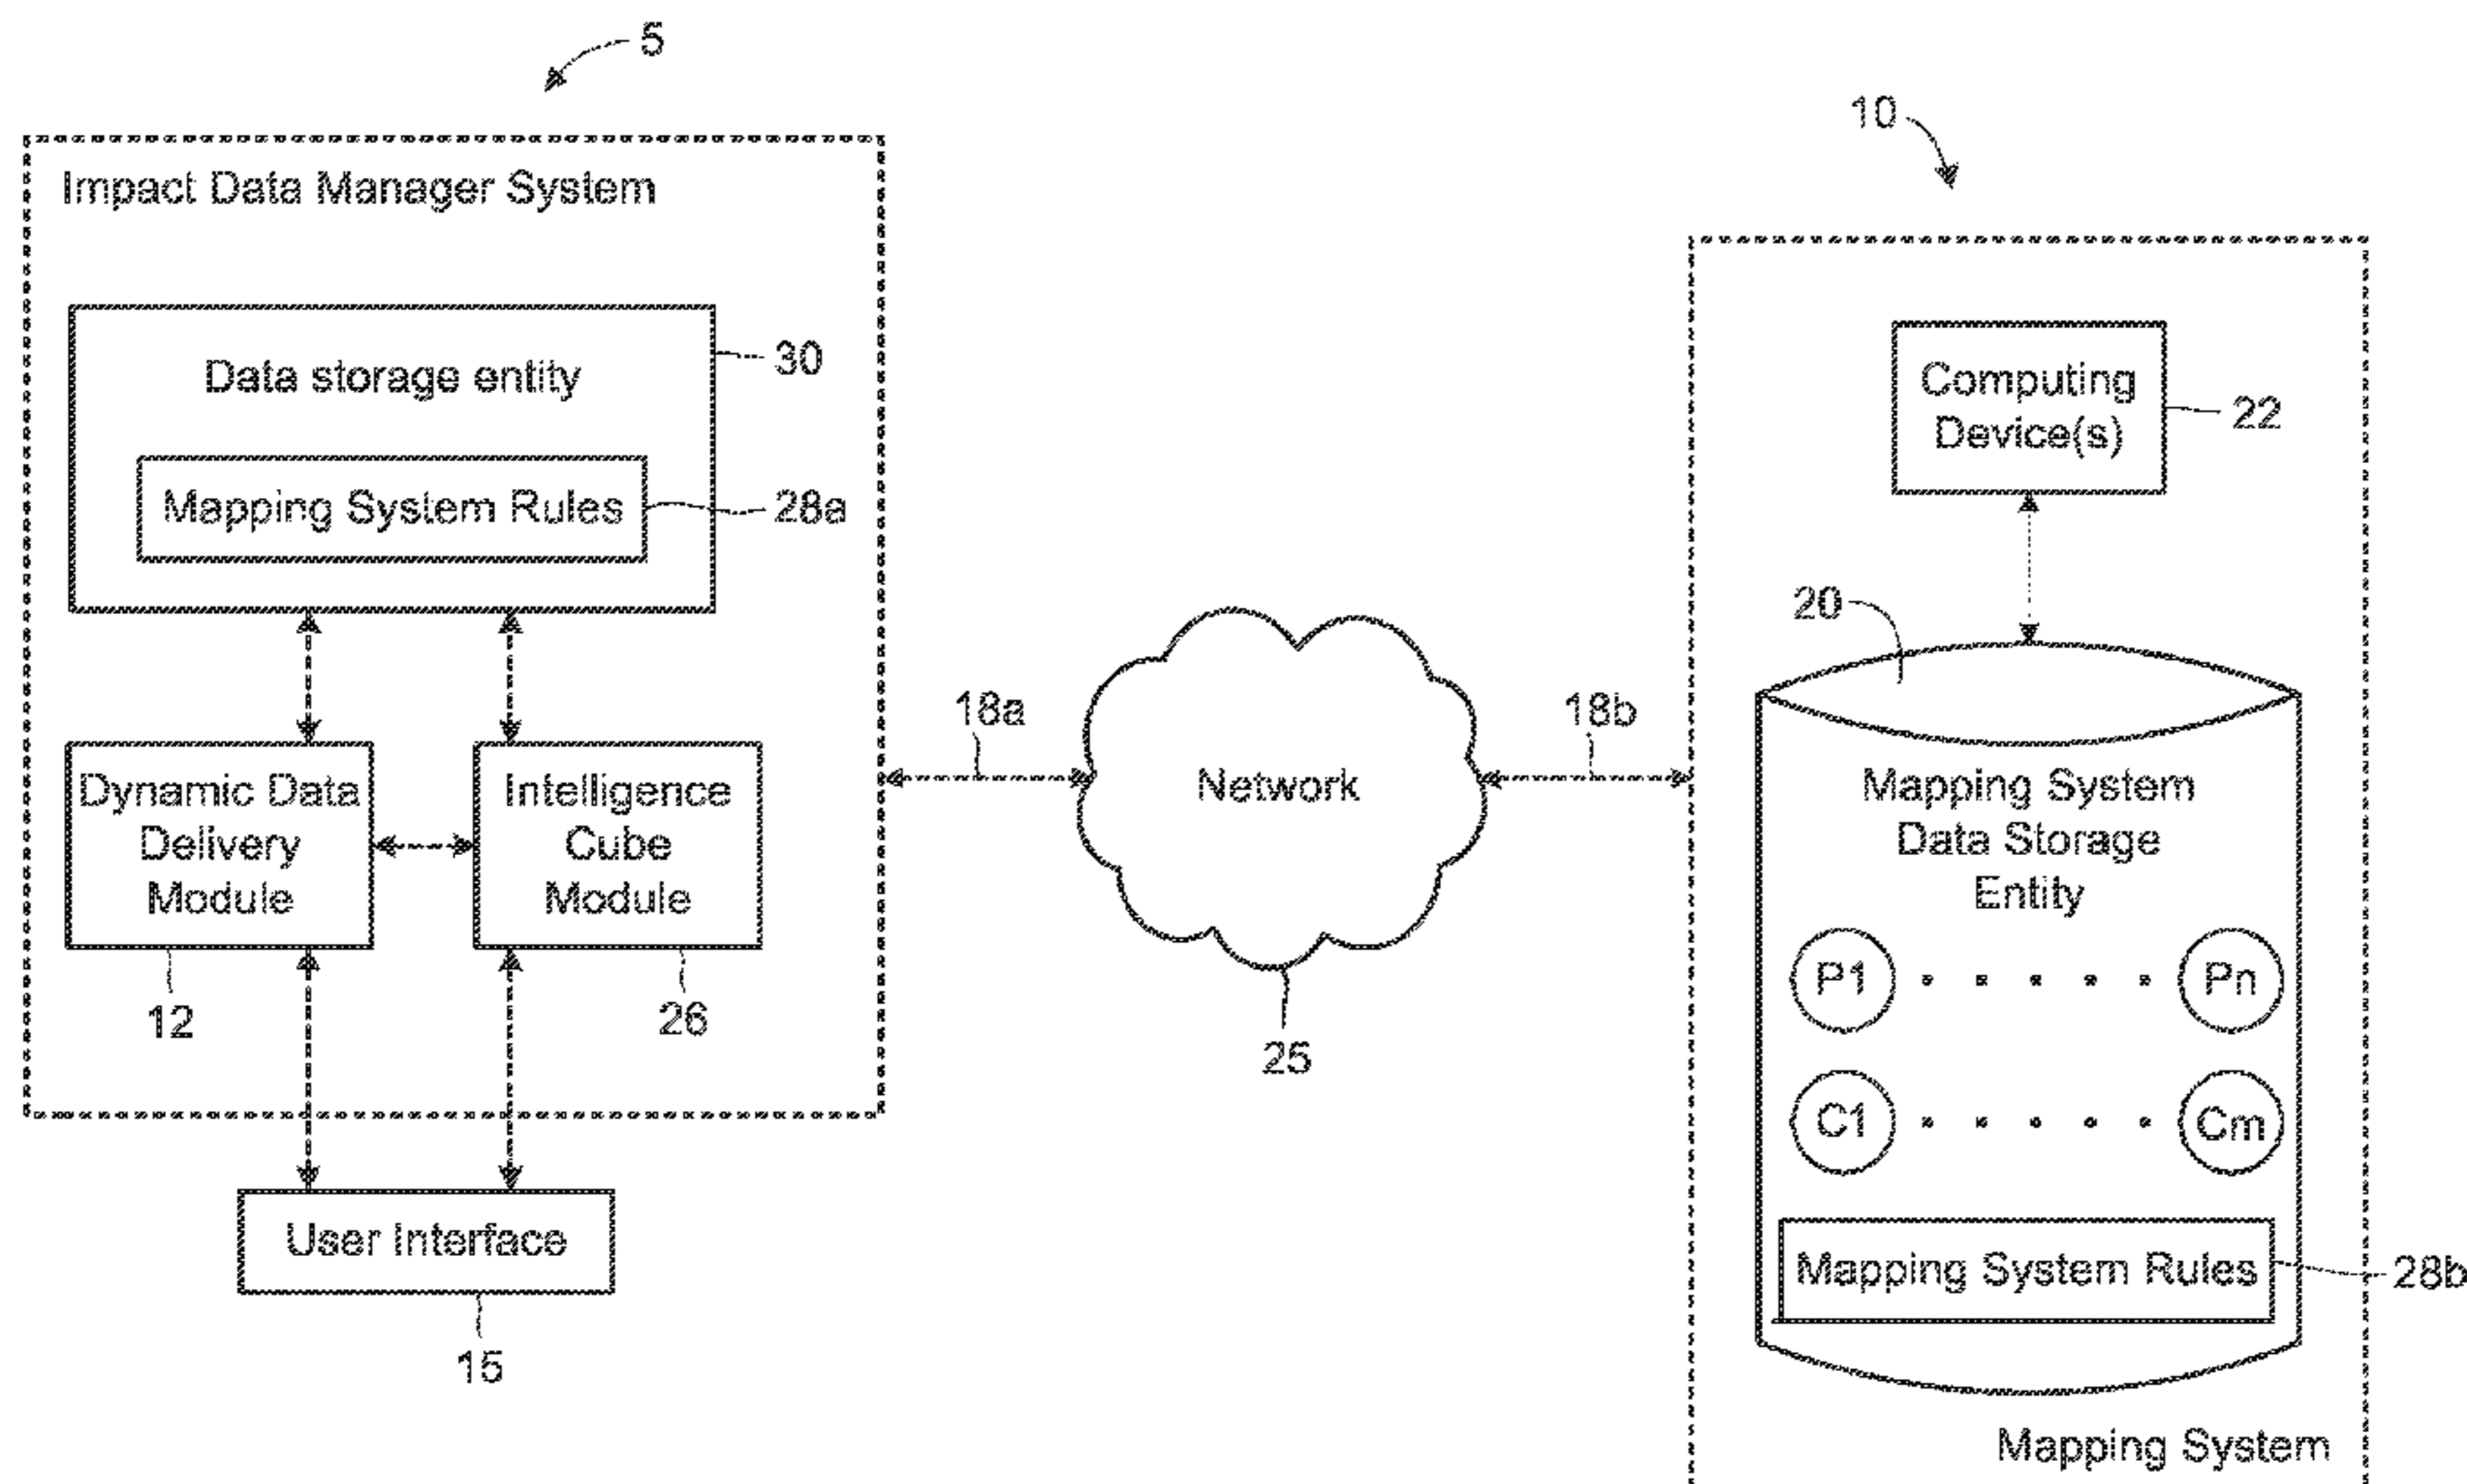 5
Impact Data Manager System
Data storage entity
30
Mapping System Rules
28a
Dynamic Data
Delivery
Module
12
Intelligence
Cube
Module
26
User Interface
15
18a
Network
25
18b
10
Computing
Device(s)
22
20
Mapping System
Data Storage
Entity
P1 . . . . . Pn
C1 . . . . . Cm
Mapping System Rules
28b
Mapping System